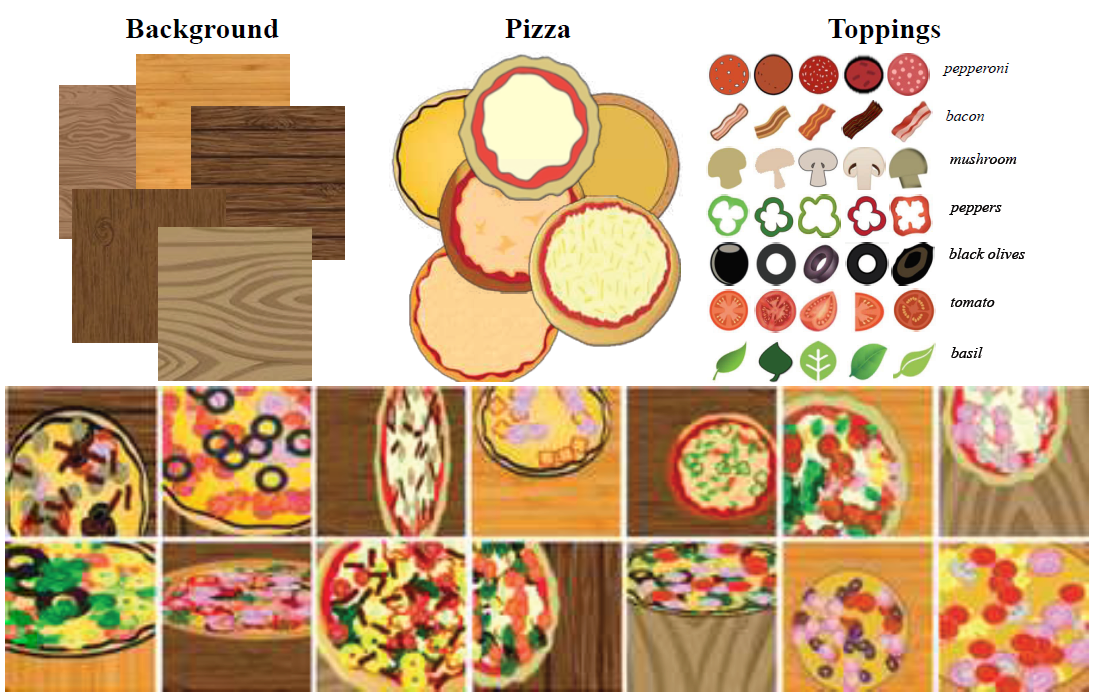 Background
Pizza
Toppings
pepperoni
bacon
mushroom
peppers
black olives
tomato
basil